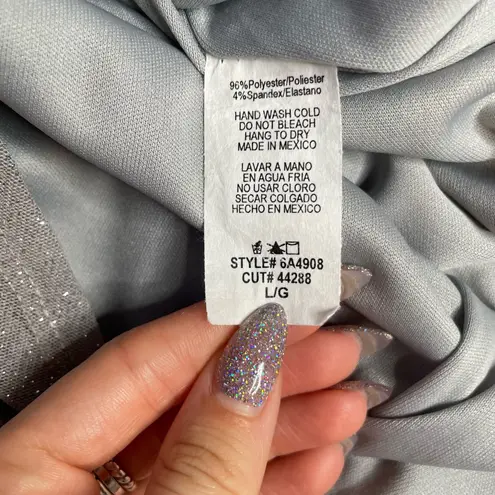 96%Polyester/Poliester
4%Spandex/Elastano
HAND WASH COLD
DO NOT BLEACH
HANG TO DRY
MADE IN MEXICO
LAVAR A MANO
EN AGUA FRIA
NO USAR CLORO
SECAR COLGADO
HECHO EN MEXICO
STYLE# 6A4908
CUT# 44288
L/G